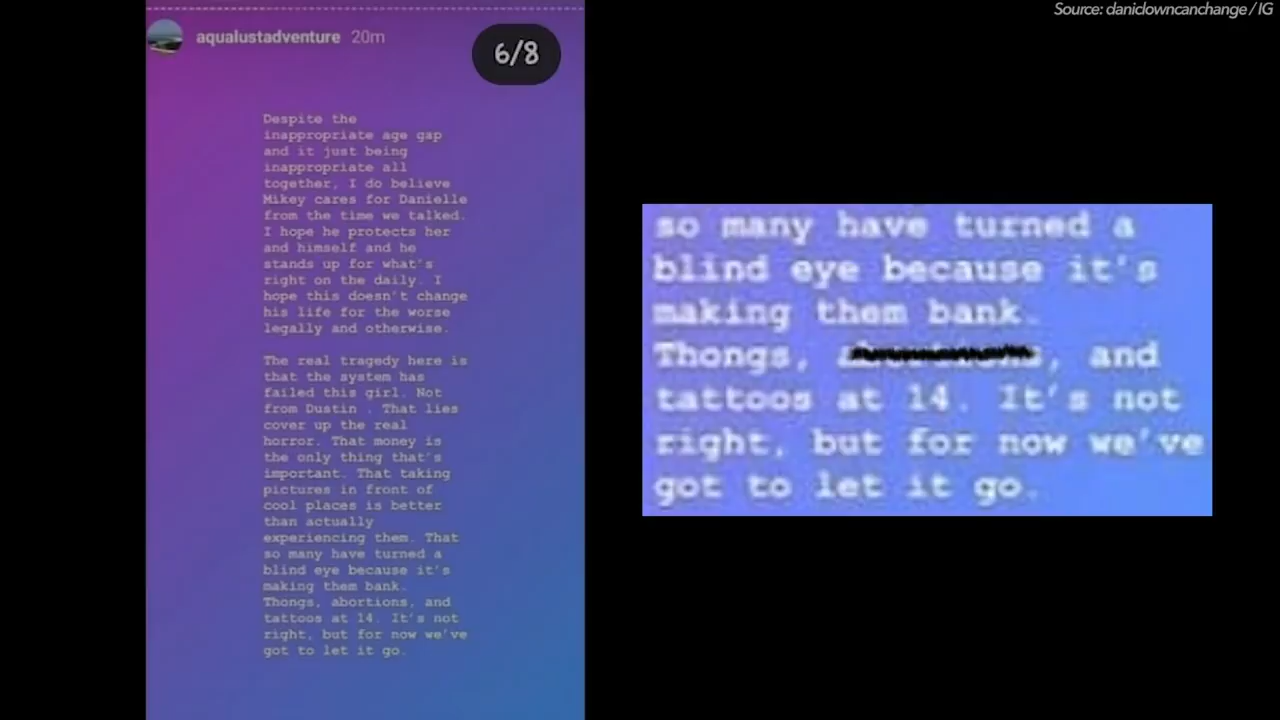 Source: daniclowncanchange / IG
aqualustadventure 20m
6/8
Despite the
inappropriate age gap
and it just being
inappropriate all
together, I do believe
Mikey cares for Danielle
from the time we talked.
I hope he protects her
and himself and he
stands up for what's
right on the daily. I
hope this doesn't change
his life for the worse
legally and otherwise.
The real tragedy here is
that the system has
failed this girl. Not
from Dustin . That lies
cover up the real
horror. That money is
the only thing that's
important. That taking
pictures in front of
cool places is better
than actually
experiencing them. That
so many have turned a
blind eye because it's
making them bank.
Thongs, abortions, and
tattoos at 14. It's not
right, but for now we've
got to let it go.
so many have turned a
blind eye because it's
making them bank.
Thongs, , and
tattoos at 14. It's not
right, but for now we've
got to let it go.